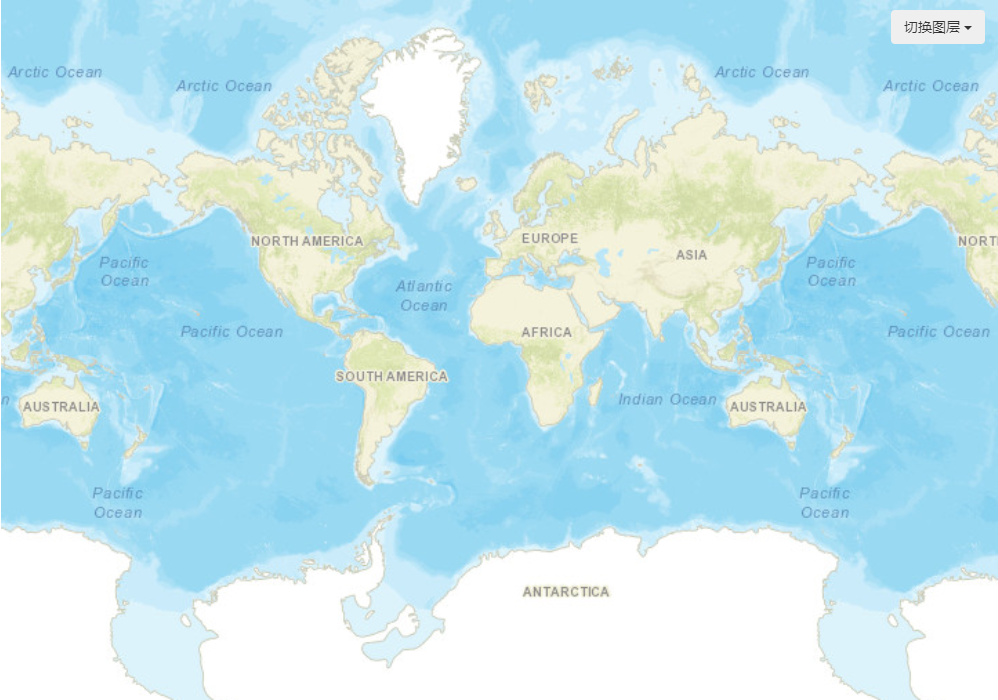 切换图层
Arctic Ocean
Arctic Ocean
Arctic Ocean
Arctic Ocean
NORTH AMERICA
EUROPE
ASIA
NORT
Pacific
Ocean
Atlantic
Ocean
Pacific
Ocean
Pacific Ocean
AFRICA
Pacific Ocean
SOUTH AMERICA
n
AUSTRALIA
Indian Ocean
AUSTRALIA
Pacific
Ocean
Pacific
Ocean
ANTARCTICA